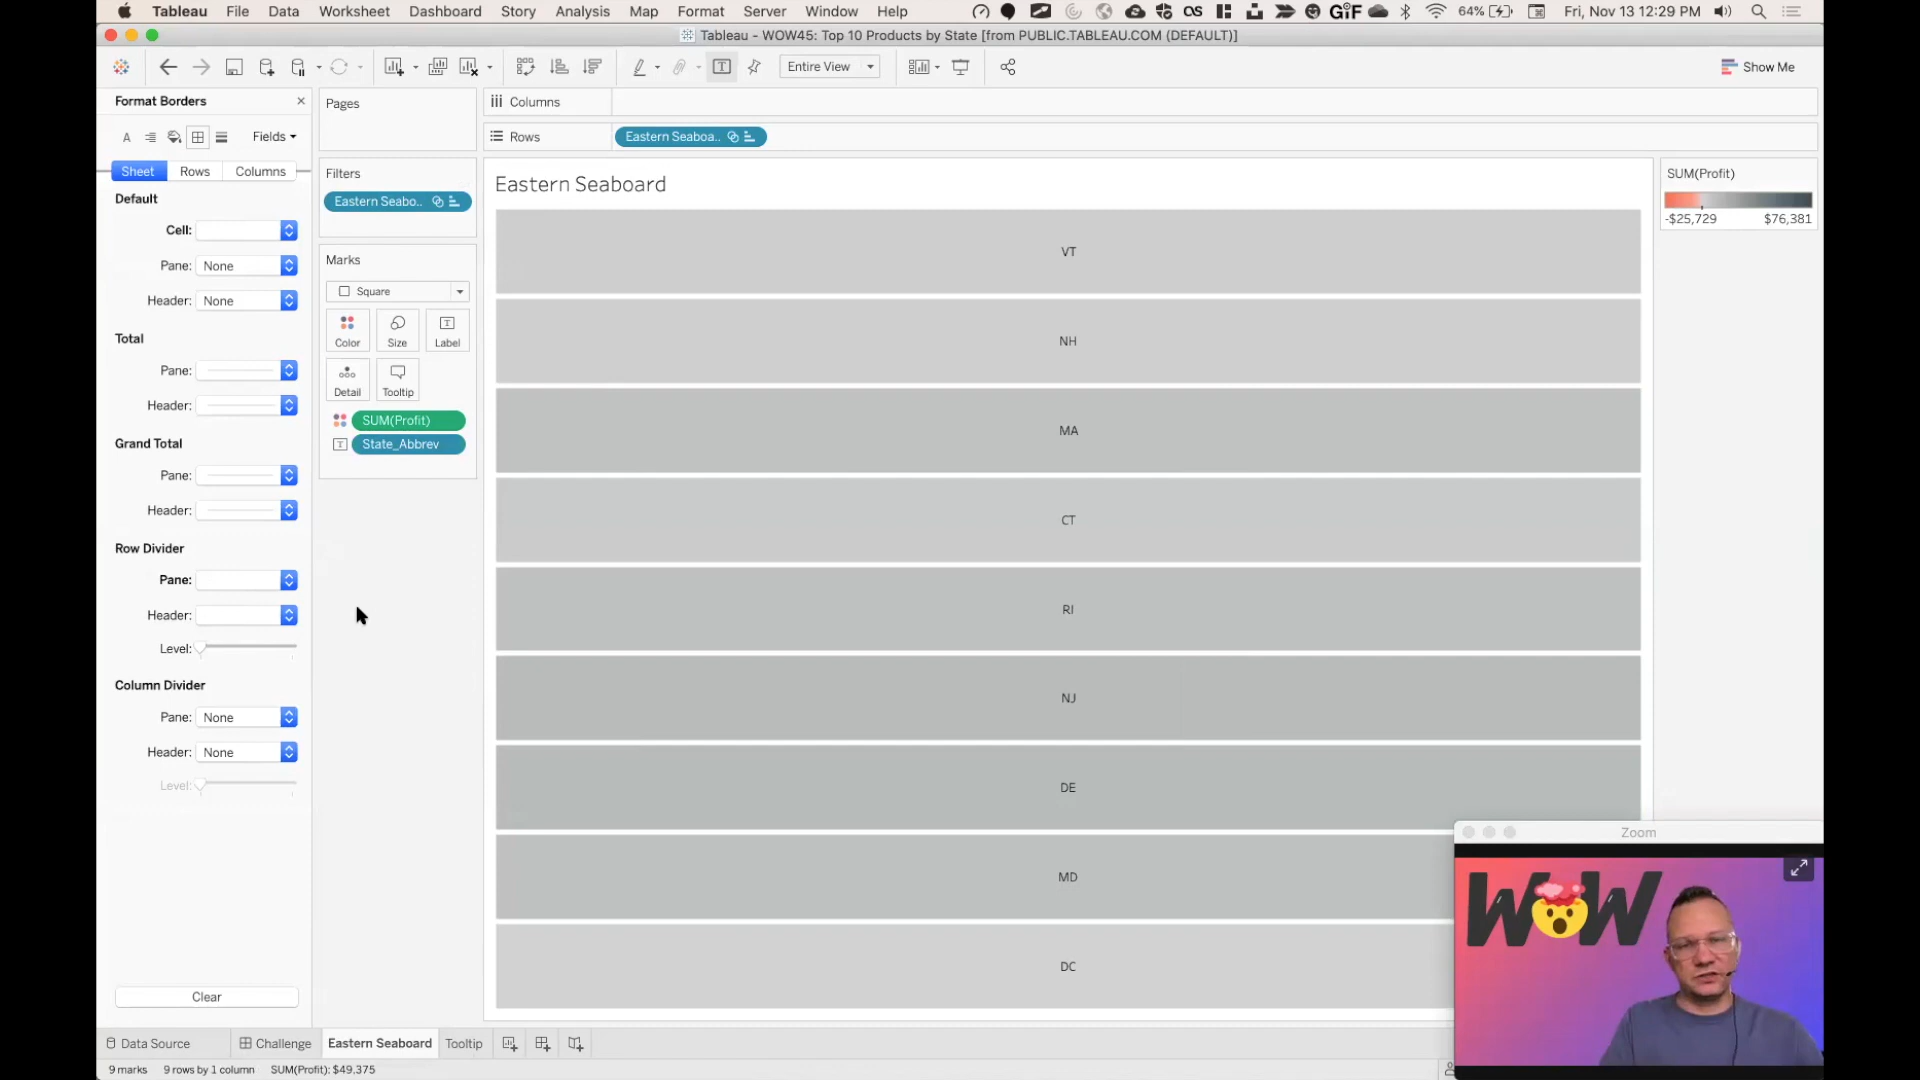 Tableau File Data Worksheet Dashboard Story Analysis Map Format Server Window Help GIF 64% Fri, Nov 13 12:29 PM
Tableau - WOW45: Top 10 Products by State [from PUBLIC.TABLEAU.COM (DEFAULT)]
Entire View Show Me
Format Borders
Fields
Sheet Rows Columns
Default
Cell:
Pane: None
Header: None
Total
Pane:
Header:
Grand Total
Pane:
Header:
Row Divider
Pane:
Header:
Level:
Column Divider
Pane: None
Header: None
Level:
Clear
Pages
Filters
Eastern Seabo..
Marks
Square
Color Size Label
Detail Tooltip
SUM(Profit)
State_Abbrev
Columns
Rows Eastern Seaboa..
Eastern Seaboard
VT
NH
MA
CT
RI
NJ
DE
MD
DC
SUM(Profit)
-$25,729 $76,381
Zoom
WOW
Data Source Challenge Eastern Seaboard Tooltip
9 marks 9 rows by 1 column SUM(Profit): $49,375